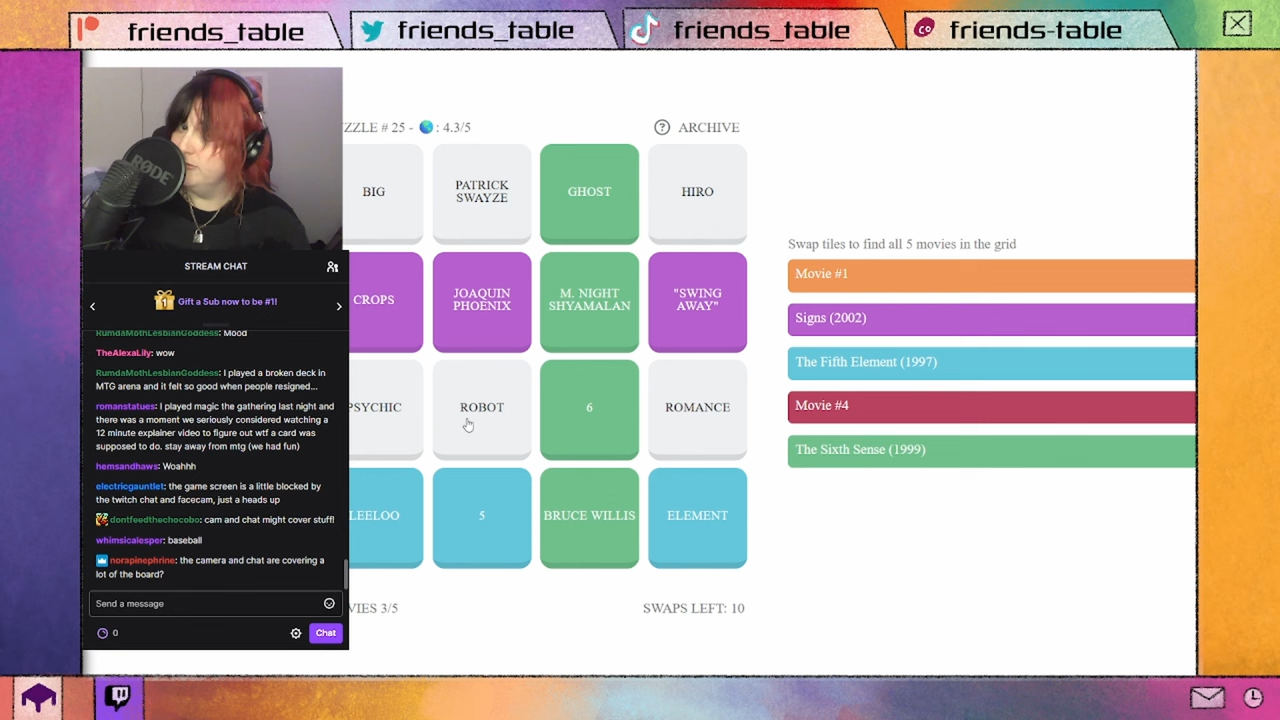 friends_table
friends_table
friends_table
friends-table
RØDE
ZZLE # 25 - : 4.3/5
ARCHIVE
BIG
PATRICK
SWAYZE
GHOST
HIRO
CROPS
JOAQUIN
PHOENIX
M. NIGHT
SHYAMALAN
"SWING
AWAY"
PSYCHIC
ROBOT
6
ROMANCE
LEELOO
5
BRUCE WILLIS
ELEMENT
VIES 3/5
SWAPS LEFT: 10
Swap tiles to find all 5 movies in the grid
Movie #1
Signs (2002)
The Fifth Element (1997)
Movie #4
The Sixth Sense (1999)
STREAM CHAT
1
Gift a Sub now to be #1!
RumdaMothLesbianGoddess: Mood
TheAlexaLily: wow
RumdaMothLesbianGoddess: I played a broken deck in
MTG arena and it felt so good when people resigned...
romanstatues: I played magic the gathering last night and
there was a moment we seriously considered watching a
12 minute explainer video to figure out wtf a card was
supposed to do. stay away from mtg (we had fun)
hemsandhaws: Woahhh
electricgauntlet: the game screen is a little blocked by
the twitch chat and facecam, just a heads up
dontfeedthechocobo: cam and chat might cover stuff!
whimsicalesper: baseball
norapinephrine: the camera and chat are covering a
lot of the board?
Send a message
0
Chat